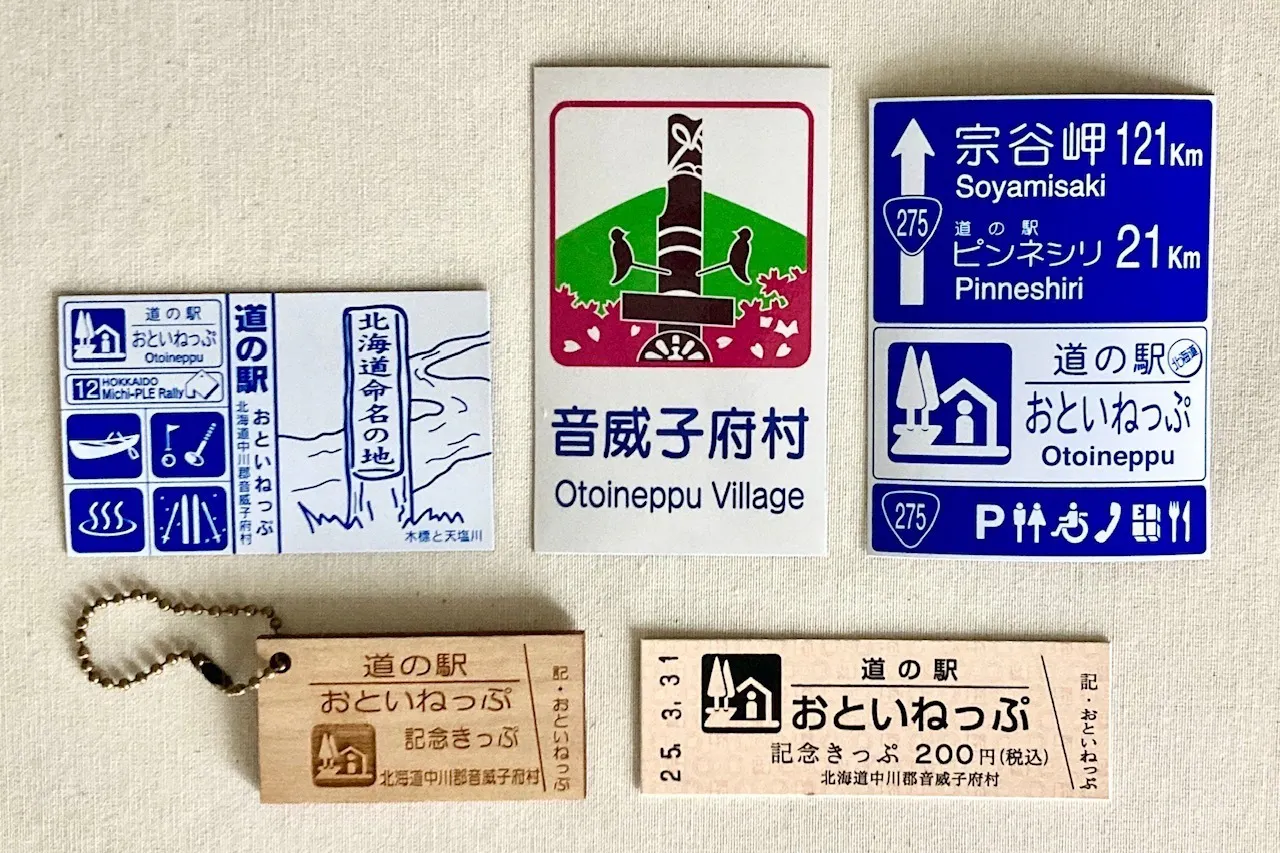 道の駅
おといねっぷ
Otoineppu
12 HOKKAIDO
Michi-PLE Rally
道の駅 おといねっぷ
北海道中川郡音威子府村
北海道命名の地
木標と天塩川
音威子府村
Otoineppu Village
宗谷岬 121Km
Soyamisaki
275
道の駅
ピンネシリ 21Km
Pinneshiri
道の駅 北海道
おといねっぷ
Otoineppu
275 P
道の駅
おといねっぷ
記念きっぷ
北海道中川郡音威子府村
記・おといねっぷ
25. 3. 31
道の駅
おといねっぷ
記念きっぷ 200円(税込)
北海道中川郡音威子府村
記・おといねっぷ